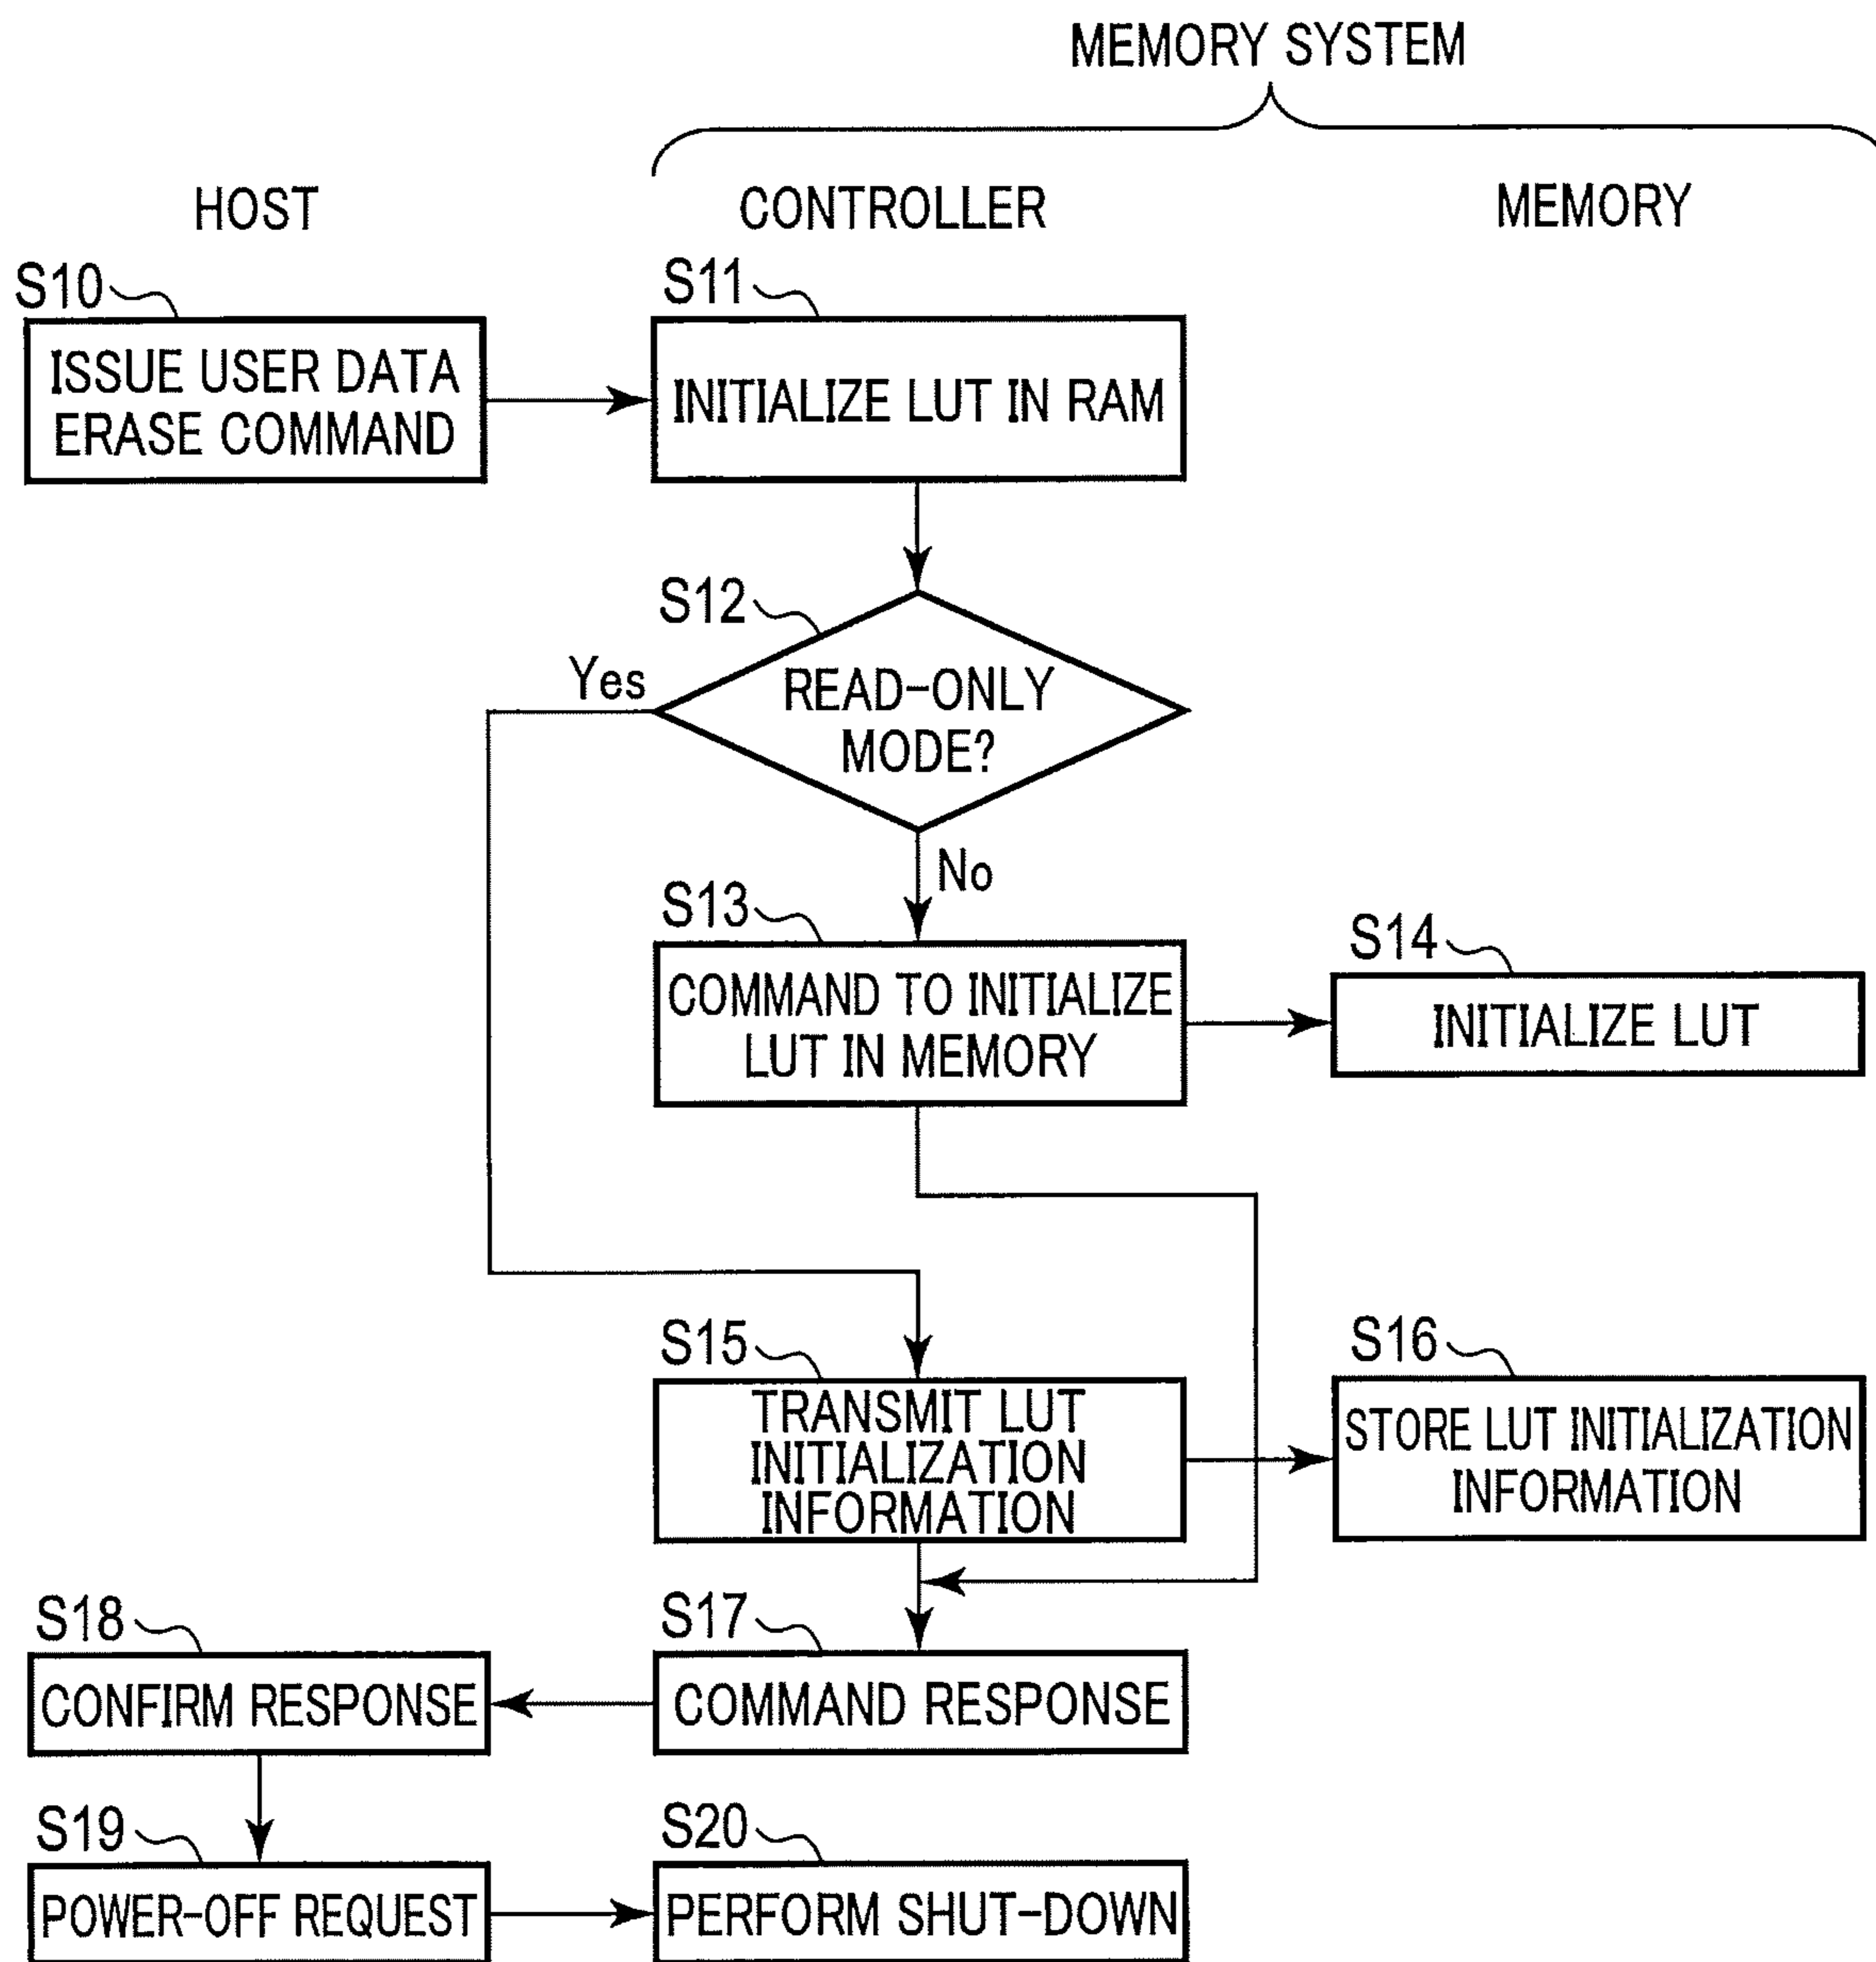 MEMORY SYSTEM
HOST
CONTROLLER
MEMORY
S10
ISSUE USER DATA
ERASE COMMAND
S11
INITIALIZE LUT IN RAM
S12
READ-ONLY
MODE?
Yes
No
S13
COMMAND TO INITIALIZE
LUT IN MEMORY
S14
INITIALIZE LUT
S15
TRANSMIT LUT
INITIALIZATION
INFORMATION
S16
STORE LUT INITIALIZATION
INFORMATION
S17
COMMAND RESPONSE
S18
CONFIRM RESPONSE
S19
POWER-OFF REQUEST
S20
PERFORM SHUT-DOWN